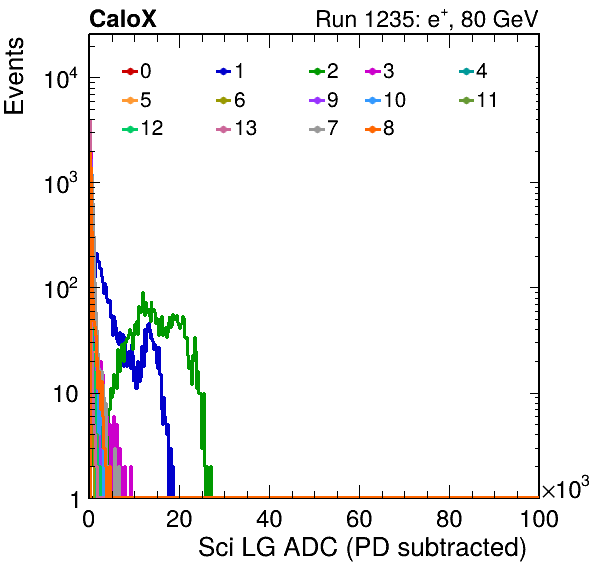 CaloX Run 1235: e⁺, 80 GeV
Events
0 1 2 3 4
5 6 9 10 11
12 13 7 8
10⁴
10³
10²
10
1
0 20 40 60 80 100
×10³
Sci LG ADC (PD subtracted)